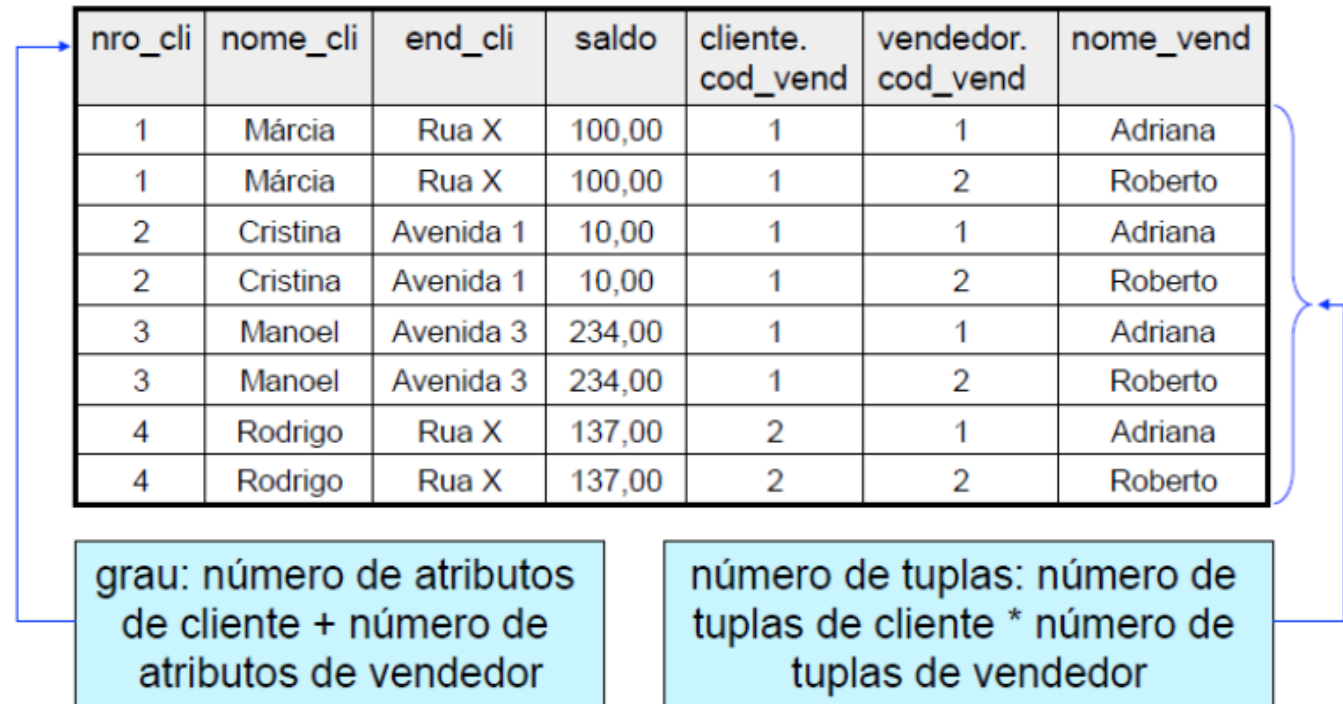 nro_cli nome_cli end_cli saldo cliente. cod_vend vendedor. cod_vend nome_vend
1 Márcia Rua X 100,00 1 1 Adriana
1 Márcia Rua X 100,00 1 2 Roberto
2 Cristina Avenida 1 10,00 1 1 Adriana
2 Cristina Avenida 1 10,00 1 2 Roberto
3 Manoel Avenida 3 234,00 1 1 Adriana
3 Manoel Avenida 3 234,00 1 2 Roberto
4 Rodrigo Rua X 137,00 2 1 Adriana
4 Rodrigo Rua X 137,00 2 2 Roberto
grau: número de atributos
de cliente + número de
atributos de vendedor
número de tuplas: número de
tuplas de cliente * número de
tuplas de vendedor